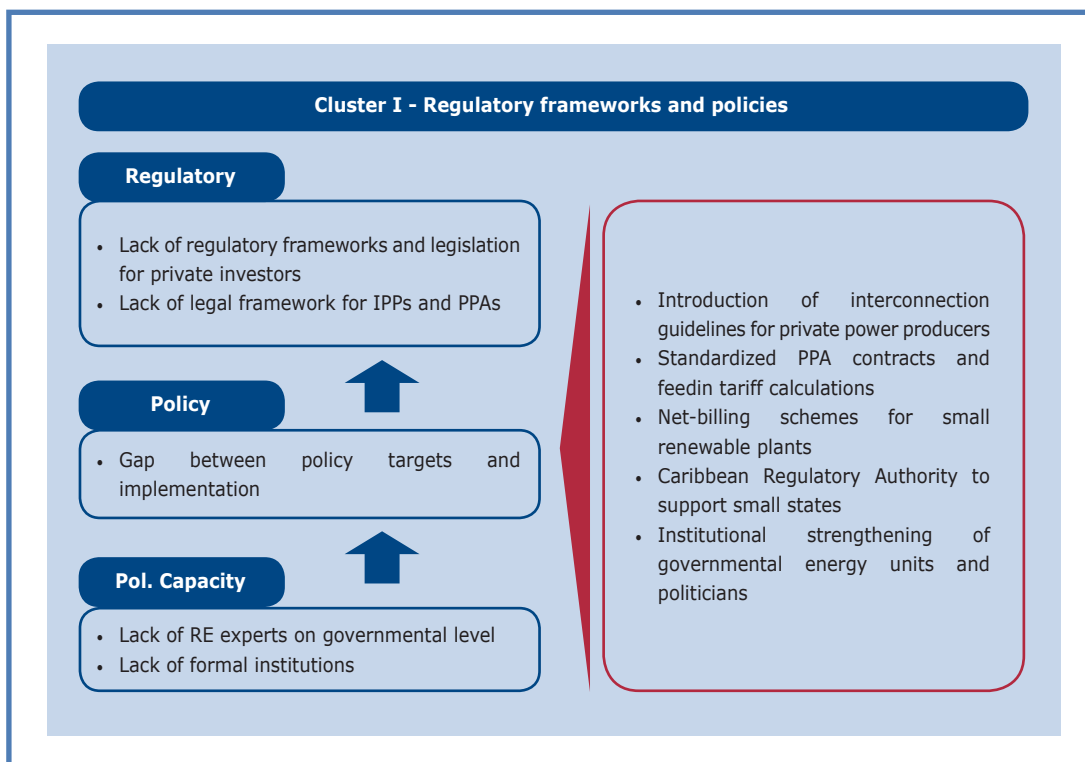 Cluster I - Regulatory frameworks and policies
Regulatory
• Lack of regulatory frameworks and legislation
for private investors
• Lack of legal framework for IPPs and PPAs
Policy
• Gap between policy targets and
implementation
Pol. Capacity
• Lack of RE experts on governmental level
• Lack of formal institutions
• Introduction of interconnection
guidelines for private power producers
• Standardized PPA contracts and
feedin tariff calculations
• Net-billing schemes for small
renewable plants
• Caribbean Regulatory Authority to
support small states
• Institutional strengthening of
governmental energy units and
politicians